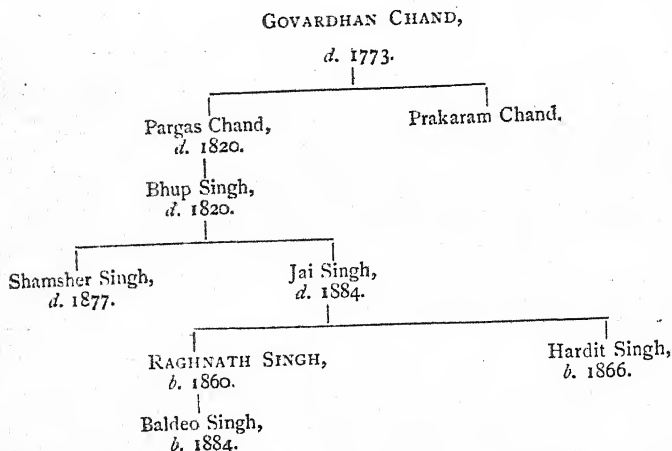 GOVARDHAN CHAND,
d. 1773.
Pargas Chand,
d. 1820.
Prakaram Chand.
Bhup Singh,
d. 1820.
Shamsher Singh,
d. 1877.
Jai Singh,
d. 1884.
RAGHNATH SINGH,
b. 1860.
Hardit Singh,
b. 1866.
Baldeo Singh,
b. 1884.